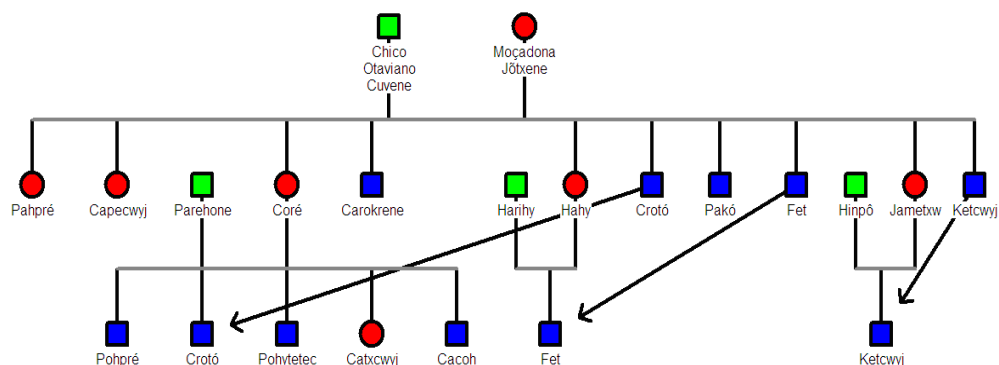 Chico
Otaviano
Cuvene
Moçadona
Jõtxene
Pahpré
Capecwyj
Parehone
Coré
Carokrene
Harihy
Hahy
Crotó
Pakó
Fet
Hinpô
Jametxw
Ketcwyj
Pohpré
Crotó
Pohytetec
Catxcwyj
Cacoh
Fet
Ketcwyj